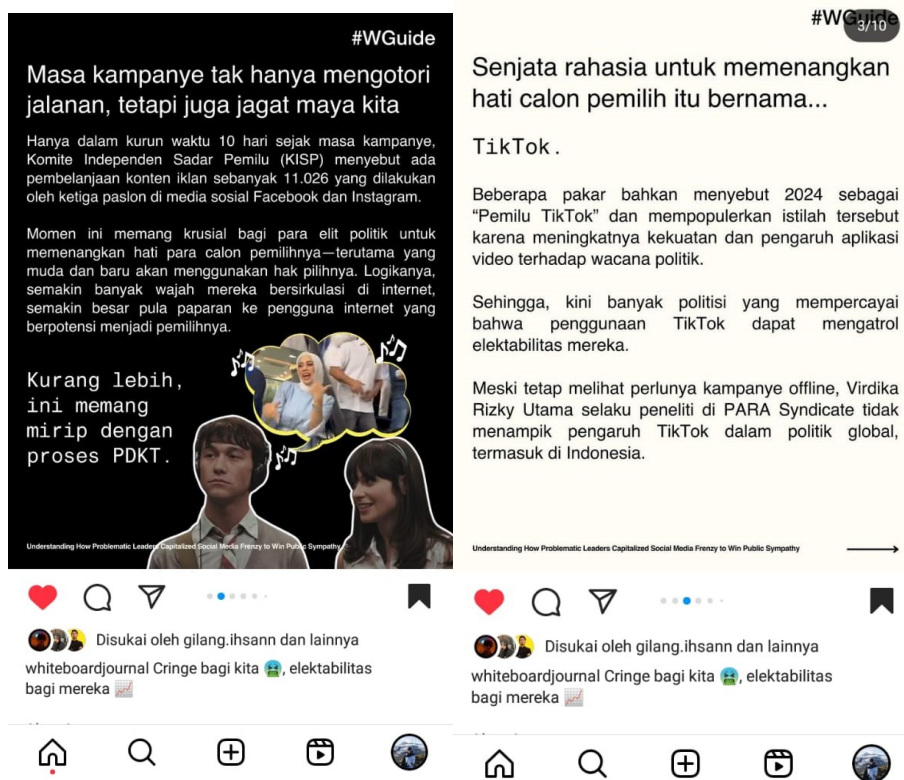 #WGuide
Masa kampanye tak hanya mengotori
jalanan, tetapi juga jagat maya kita
Hanya dalam kurun waktu 10 hari sejak masa kampanye,
Komite Independen Sadar Pemilu (KISP) menyebut ada
pembelanjaan konten iklan sebanyak 11.026 yang dilakukan
oleh ketiga paslon di media sosial Facebook dan Instagram.
Momen ini memang krusial bagi para elit politik untuk
memenangkan hati para calon pemilihnya—terutama yang
muda dan baru akan menggunakan hak pilihnya. Logikanya,
semakin banyak wajah mereka bersirkulasi di internet,
semakin besar pula paparan ke pengguna internet yang
berpotensi menjadi pemilihnya.
Kurang lebih,
ini memang
mirip dengan
proses PDKT.
Understanding How Problematic Leaders Capitalized Social Media Frenzy to Win Public Sympathy
Disukai oleh gilang.ihsann dan lainnya
whiteboardjournal Cringe bagi kita 🤮, elektabilitas
bagi mereka 📈
#WGuide
3/10
Senjata rahasia untuk memenangkan
hati calon pemilih itu bernama...
TikTok.
Beberapa pakar bahkan menyebut 2024 sebagai
“Pemilu TikTok” dan mempopulerkan istilah tersebut
karena meningkatnya kekuatan dan pengaruh aplikasi
video terhadap wacana politik.
Sehingga, kini banyak politisi yang mempercayai
bahwa penggunaan TikTok dapat mengatrol
elektabilitas mereka.
Meski tetap melihat perlunya kampanye offline, Virdika
Rizky Utama selaku peneliti di PARA Syndicate tidak
menampik pengaruh TikTok dalam politik global,
termasuk di Indonesia.
Understanding How Problematic Leaders Capitalized Social Media Frenzy to Win Public Sympathy
Disukai oleh gilang.ihsann dan lainnya
whiteboardjournal Cringe bagi kita 🤮, elektabilitas
bagi mereka 📈